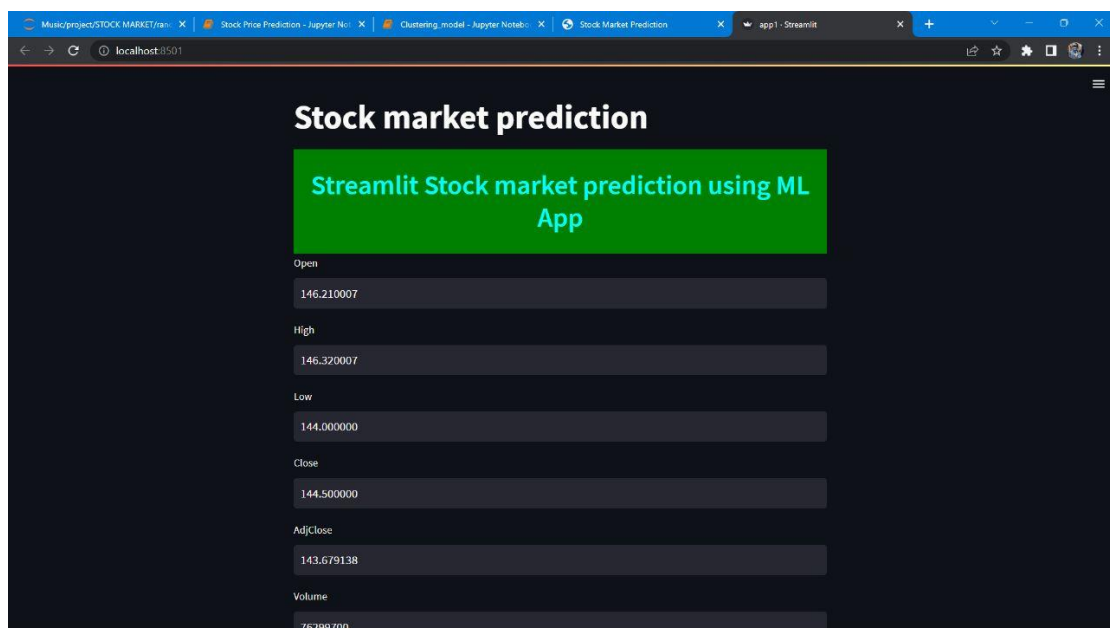 Music/project/STOCK MARKET/ran
Stock Price Prediction - Jupyter Not
Clustering_model - Jupyter Notebo
Stock Market Prediction
app1 · Streamlit
localhost:8501
Stock market prediction
Streamlit Stock market prediction using ML
App
Open
146.210007
High
146.320007
Low
144.000000
Close
144.500000
AdjClose
143.679138
Volume
76299700